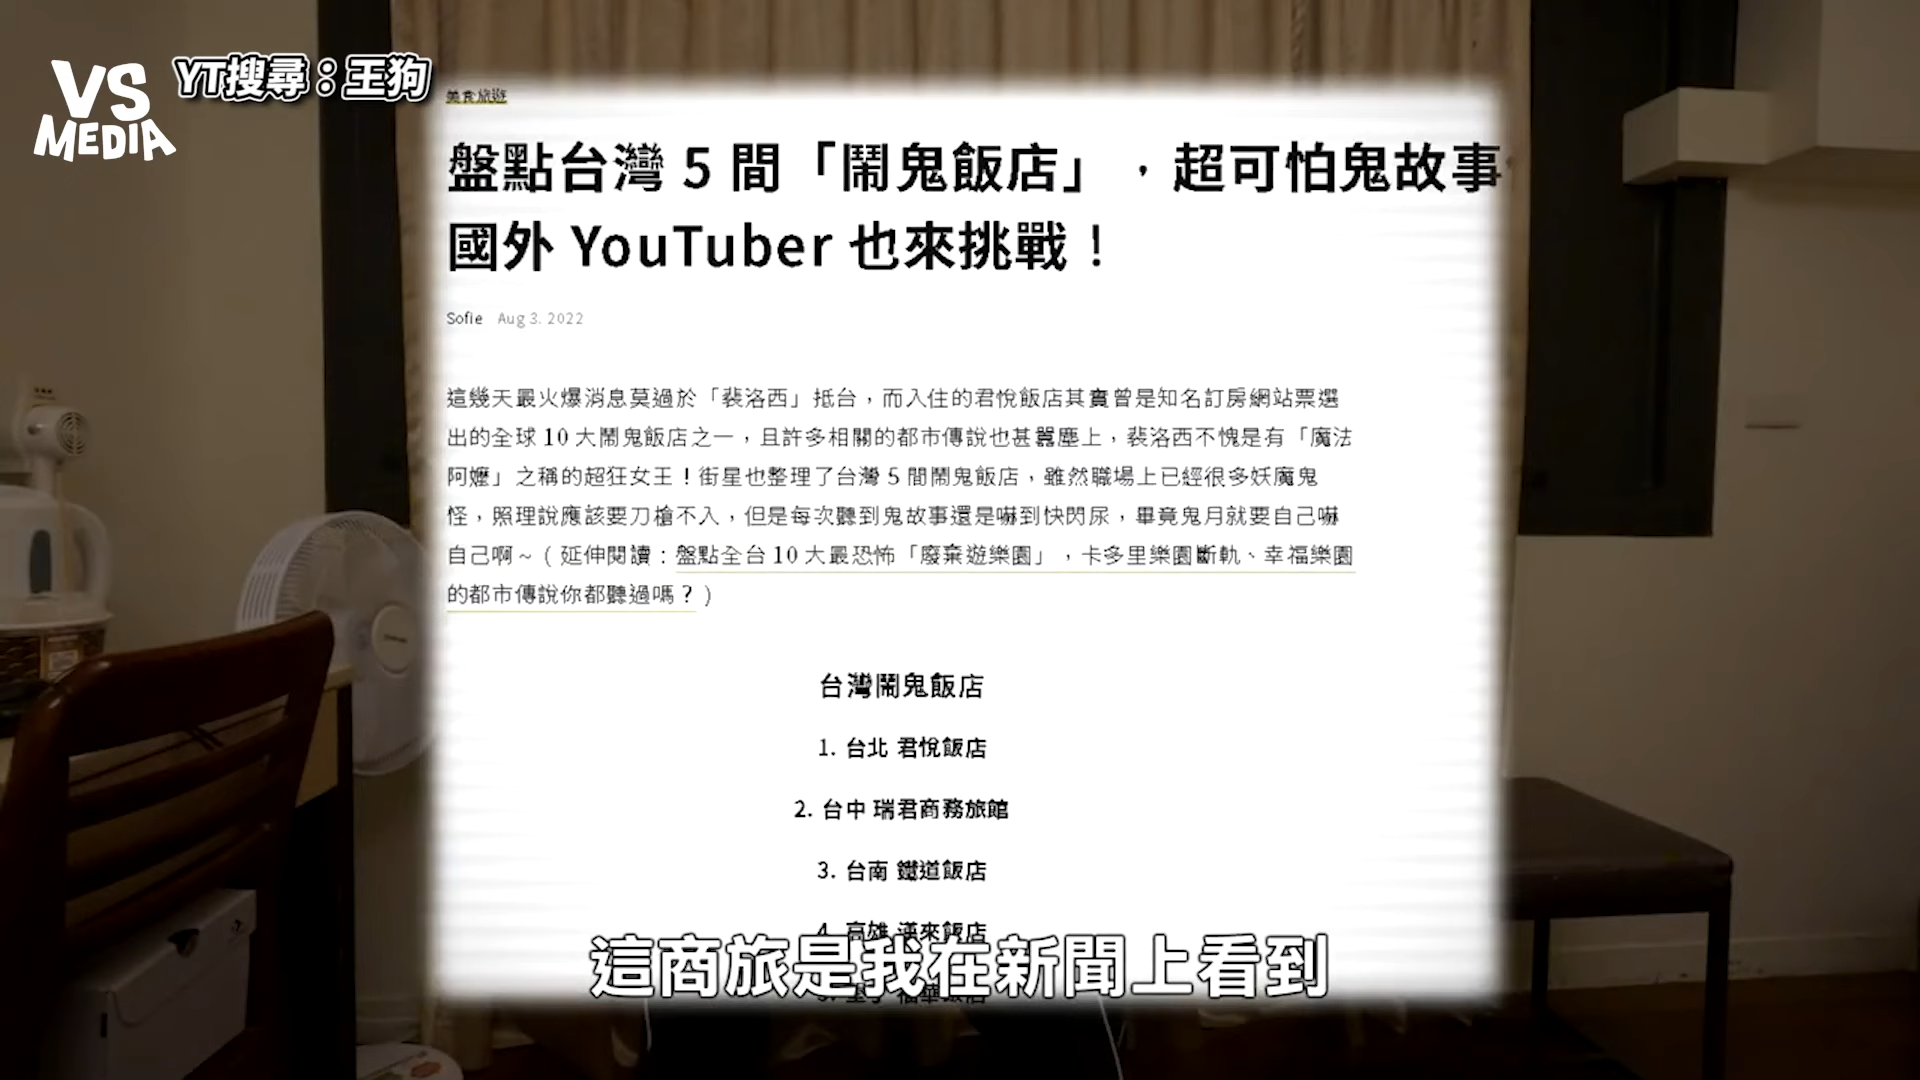 VS
MEDIA
YT搜尋：王狗
美食旅遊
盤點台灣 5 間「鬧鬼飯店」，超可怕鬼故事
國外 YouTuber 也來挑戰！
Sofie Aug 3. 2022
這幾天最火爆消息莫過於「裴洛西」抵台，而入住的君悅飯店其實曾是知名訂房網站票選
出的全球 10 大鬧鬼飯店之一，且許多相關的都市傳說也甚囂塵上，裴洛西不愧是有「魔法
阿嬤」之稱的超狂女王！街星也整理了台灣 5 間鬧鬼飯店，雖然職場上已經很多妖魔鬼
怪，照理說應該要刀槍不入，但是每次聽到鬼故事還是嚇到快閃尿，畢竟鬼月就要自己嚇
自己啊～（延伸閱讀：盤點全台 10 大最恐怖「廢棄遊樂園」，卡多里樂園斷軌、幸福樂園
的都市傳說你都聽過嗎？）
台灣鬧鬼飯店
1. 台北 君悅飯店
2. 台中 瑞君商務旅館
3. 台南 鐵道飯店
4. 高雄 漢來飯店
這商旅是我在新聞上看到